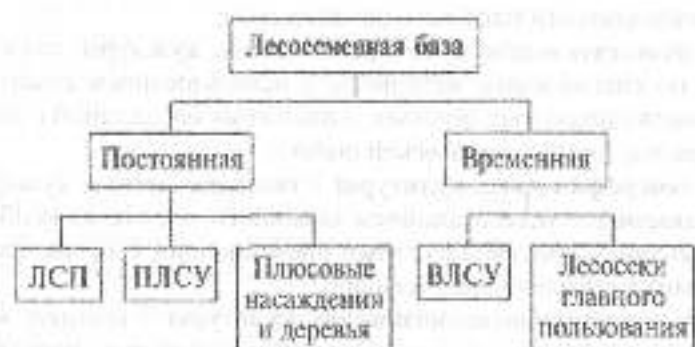 Лесосеменная база
Постоянная
Временная
ЛСП
ПЛСУ
Плюсовые
насаждения
и деревья
ВЛСУ
Лесосеки
главного
пользования